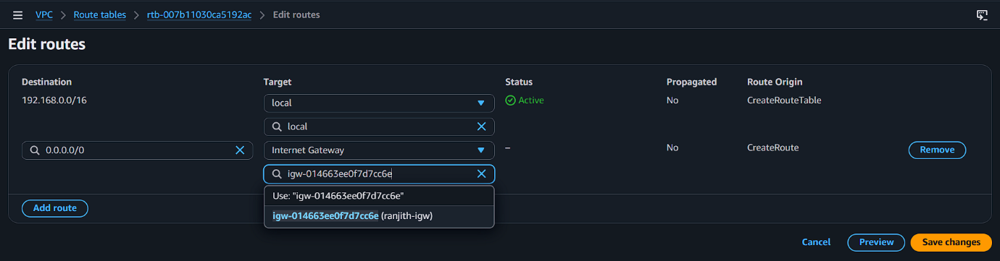 VPC > Route tables > rtb-007b11030ca5192ac > Edit routes
Edit routes
Destination Target Status Propagated Route Origin
192.168.0.0/16 local Active No CreateRouteTable
local
0.0.0.0/0 Internet Gateway – No CreateRoute Remove
igw-014663ee0f7d7cc6e
Use: "igw-014663ee0f7d7cc6e"
Add route
igw-014663ee0f7d7cc6e (ranjith-igw)
Cancel Preview Save changes